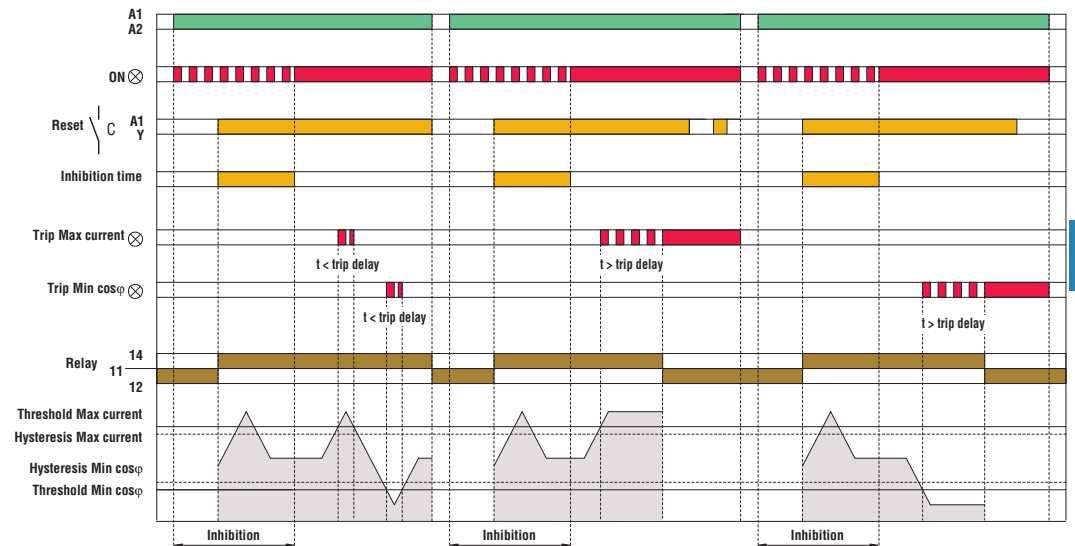 A1
A2
ON
Reset C A1
Y
Inhibition time
Trip Max current
t < trip delay
t > trip delay
Trip Min cosφ
t < trip delay
t > trip delay
Relay 14
11
12
Threshold Max current
Hysteresis Max current
Hysteresis Min cosφ
Threshold Min cosφ
Inhibition
Inhibition
Inhibition